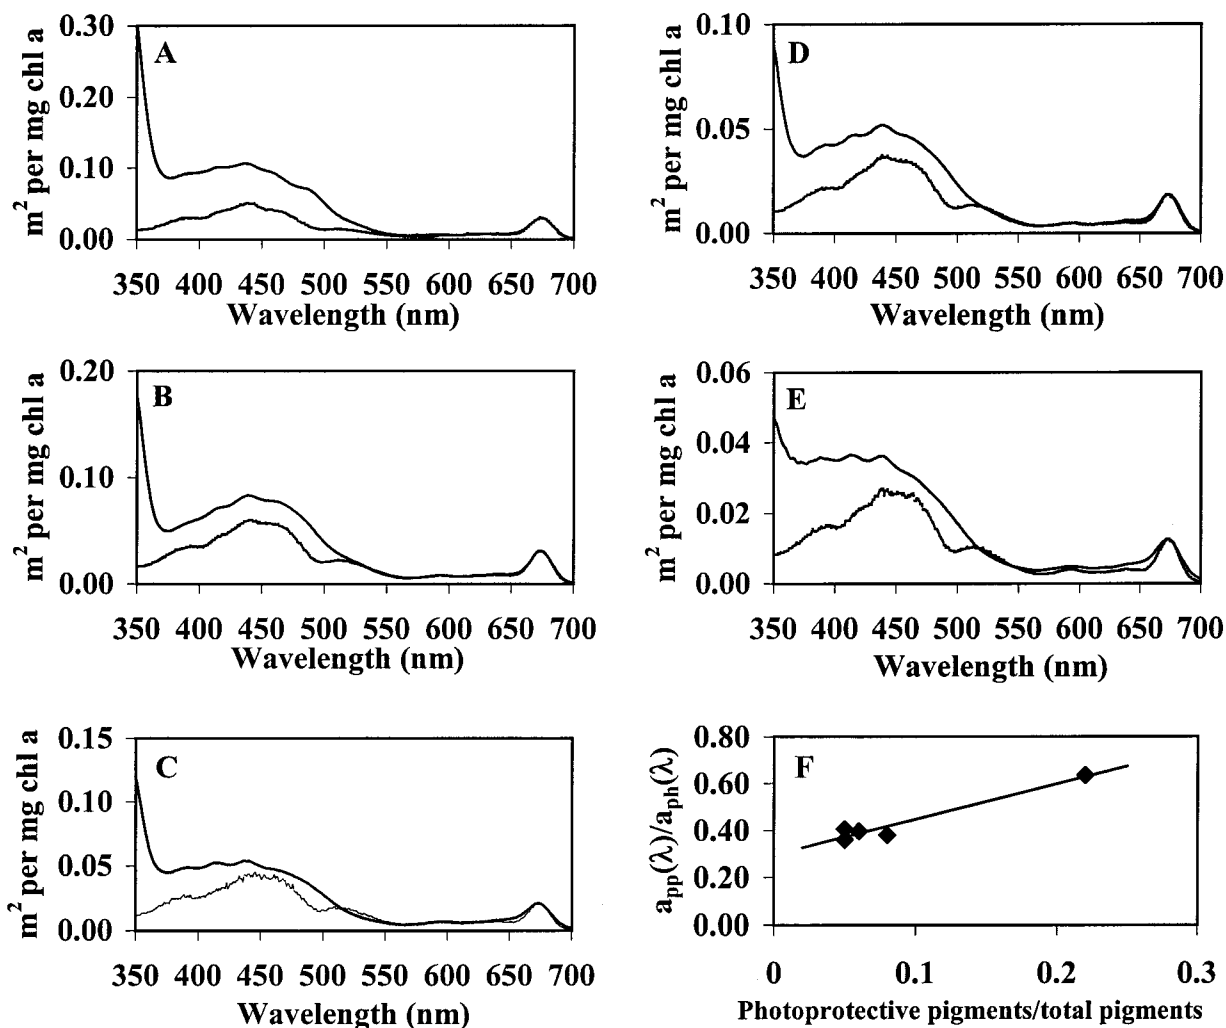 A
m² per mg chl a
0.30
0.20
0.10
0.00
350 400 450 500 550 600 650 700
Wavelength (nm)
B
m² per mg chl a
0.20
0.10
0.00
350 400 450 500 550 600 650 700
Wavelength (nm)
C
m² per mg chl a
0.15
0.10
0.05
0.00
350 400 450 500 550 600 650 700
Wavelength (nm)
D
m² per mg chl a
0.10
0.05
0.00
350 400 450 500 550 600 650 700
Wavelength (nm)
E
m² per mg chl a
0.06
0.04
0.02
0.00
350 400 450 500 550 600 650 700
Wavelength (nm)
F
aₚₚ(λ)/aₚₕ(λ)
0.80
0.60
0.40
0.20
0.00
0 0.1 0.2 0.3
Photoprotective pigments/total pigments